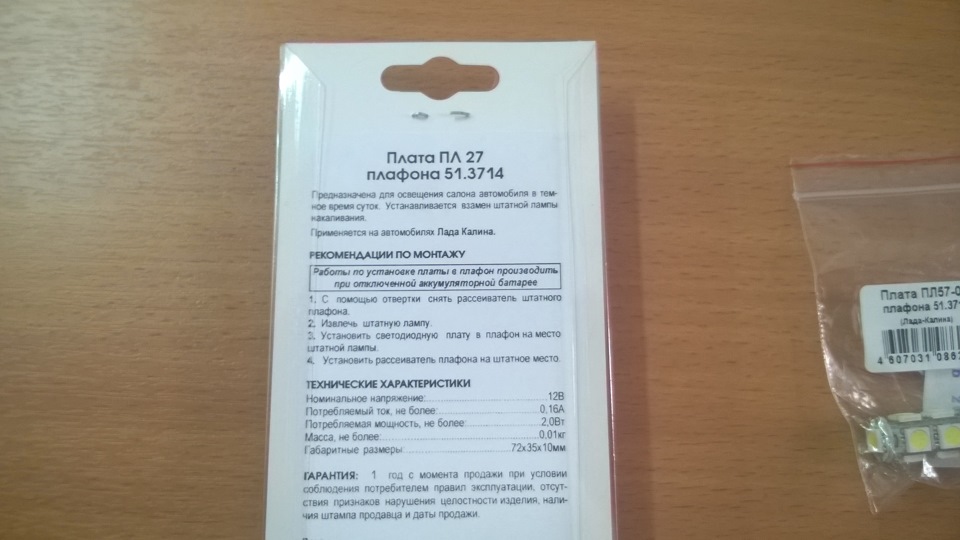 Плата ПЛ 27
плафона 51.3714
Предназначена для освещения салона автомобиля в тем-
ное время суток. Устанавливается взамен штатной лампы
накаливания.
Применяется на автомобилях Лада Калина.
РЕКОМЕНДАЦИИ ПО МОНТАЖУ
Работы по установке платы в плафон производить
при отключенной аккумуляторной батарее
1. С помощью отвертки снять рассеиватель штатного
плафона.
2. Извлечь штатную лампу.
3. Установить светодиодную плату в плафон на место
штатной лампы.
4. Установить рассеиватель плафона на штатное место.
ТЕХНИЧЕСКИЕ ХАРАКТЕРИСТИКИ
Номинальное напряжение: 12В
Потребляемый ток, не более: 0,16А
Потребляемая мощность, не более: 2,0Вт
Масса, не более: 0,01кг
Габаритные размеры: 72х35х10мм
ГАРАНТИЯ: 1 год с момента продажи при условии
соблюдения потребителем правил эксплуатации, отсут-
ствия признаков нарушения целостности изделия, нали-
чия штампа продавца и даты продажи.
Плата ПЛ57-0
плафона 51.37
(Лада-Калина)
4 607031 086